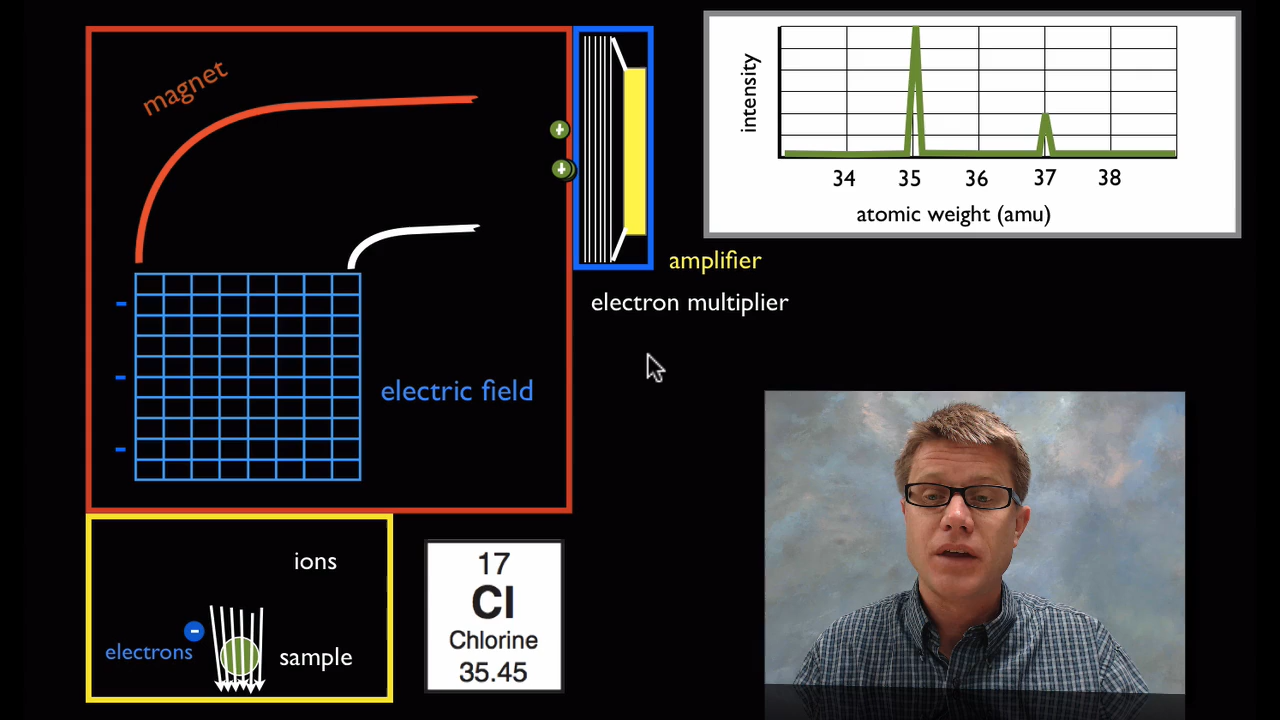 magnet
+
+
-
-
-
electric field
intensity
34 35 36 37 38
atomic weight (amu)
amplifier
electron multiplier
ions
-
electrons
sample
17
Cl
Chlorine
35.45